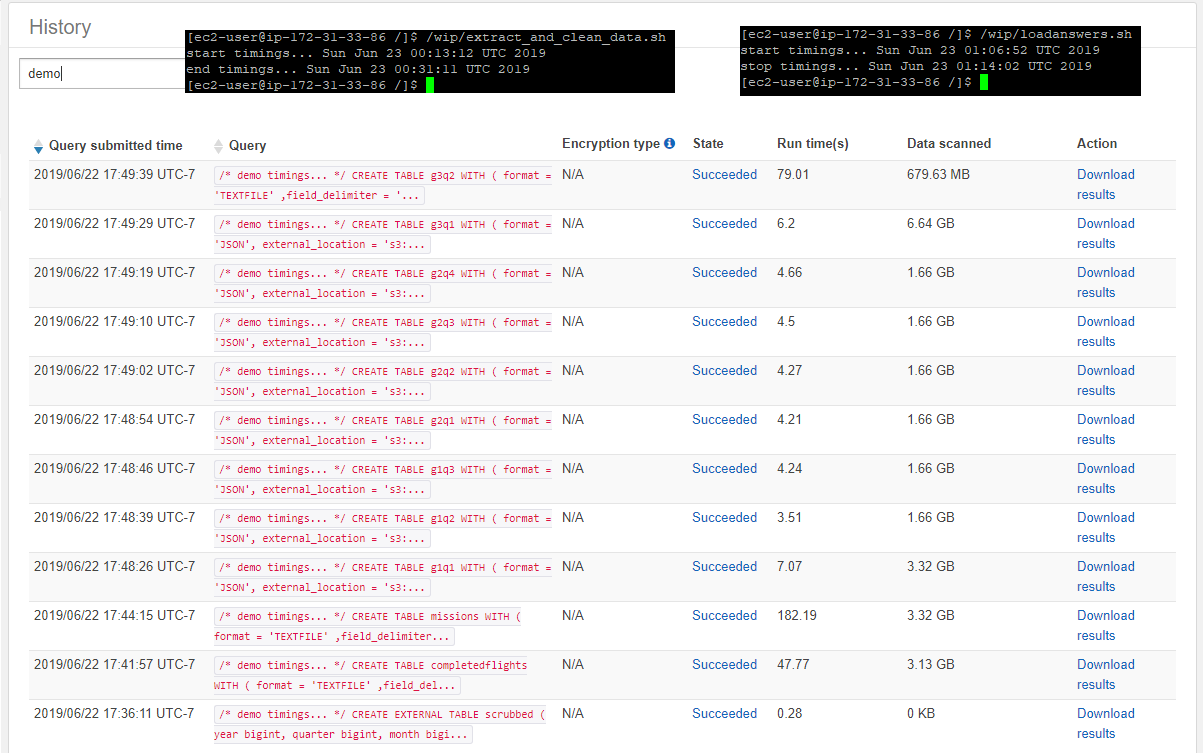 History
demo
[ec2-user@ip-172-31-33-86 /]$ /wip/extract_and_clean_data.sh
start timings... Sun Jun 23 00:13:12 UTC 2019
end timings... Sun Jun 23 00:31:11 UTC 2019
[ec2-user@ip-172-31-33-86 /]$
[ec2-user@ip-172-31-33-86 /]$ /wip/loadanswers.sh
start timings... Sun Jun 23 01:06:52 UTC 2019
stop timings... Sun Jun 23 01:14:02 UTC 2019
[ec2-user@ip-172-31-33-86 /]$
Query submitted time Query Encryption type State Run time(s) Data scanned Action
2019/06/22 17:49:39 UTC-7 /* demo timings... */ CREATE TABLE g3q2 WITH ( format = N/A Succeeded 79.01 679.63 MB Download
'TEXTFILE' ,field_delimiter = '... results
2019/06/22 17:49:29 UTC-7 /* demo timings... */ CREATE TABLE g3q1 WITH ( format = N/A Succeeded 6.2 6.64 GB Download
'JSON', external_location = 's3:... results
2019/06/22 17:49:19 UTC-7 /* demo timings... */ CREATE TABLE g2q4 WITH ( format = N/A Succeeded 4.66 1.66 GB Download
'JSON', external_location = 's3:... results
2019/06/22 17:49:10 UTC-7 /* demo timings... */ CREATE TABLE g2q3 WITH ( format = N/A Succeeded 4.5 1.66 GB Download
'JSON', external_location = 's3:... results
2019/06/22 17:49:02 UTC-7 /* demo timings... */ CREATE TABLE g2q2 WITH ( format = N/A Succeeded 4.27 1.66 GB Download
'JSON', external_location = 's3:... results
2019/06/22 17:48:54 UTC-7 /* demo timings... */ CREATE TABLE g2q1 WITH ( format = N/A Succeeded 4.21 1.66 GB Download
'JSON', external_location = 's3:... results
2019/06/22 17:48:46 UTC-7 /* demo timings... */ CREATE TABLE g1q3 WITH ( format = N/A Succeeded 4.24 1.66 GB Download
'JSON', external_location = 's3:... results
2019/06/22 17:48:39 UTC-7 /* demo timings... */ CREATE TABLE g1q2 WITH ( format = N/A Succeeded 3.51 1.66 GB Download
'JSON', external_location = 's3:... results
2019/06/22 17:48:26 UTC-7 /* demo timings... */ CREATE TABLE g1q1 WITH ( format = N/A Succeeded 7.07 3.32 GB Download
'JSON', external_location = 's3:... results
2019/06/22 17:44:15 UTC-7 /* demo timings... */ CREATE TABLE missions WITH ( N/A Succeeded 182.19 3.32 GB Download
format = 'TEXTFILE' ,field_delimiter... results
2019/06/22 17:41:57 UTC-7 /* demo timings... */ CREATE TABLE completedflights N/A Succeeded 47.77 3.13 GB Download
WITH ( format = 'TEXTFILE' ,field_del... results
2019/06/22 17:36:11 UTC-7 /* demo timings... */ CREATE EXTERNAL TABLE scrubbed ( N/A Succeeded 0.28 0 KB Download
year bigint, quarter bigint, month bigi... results